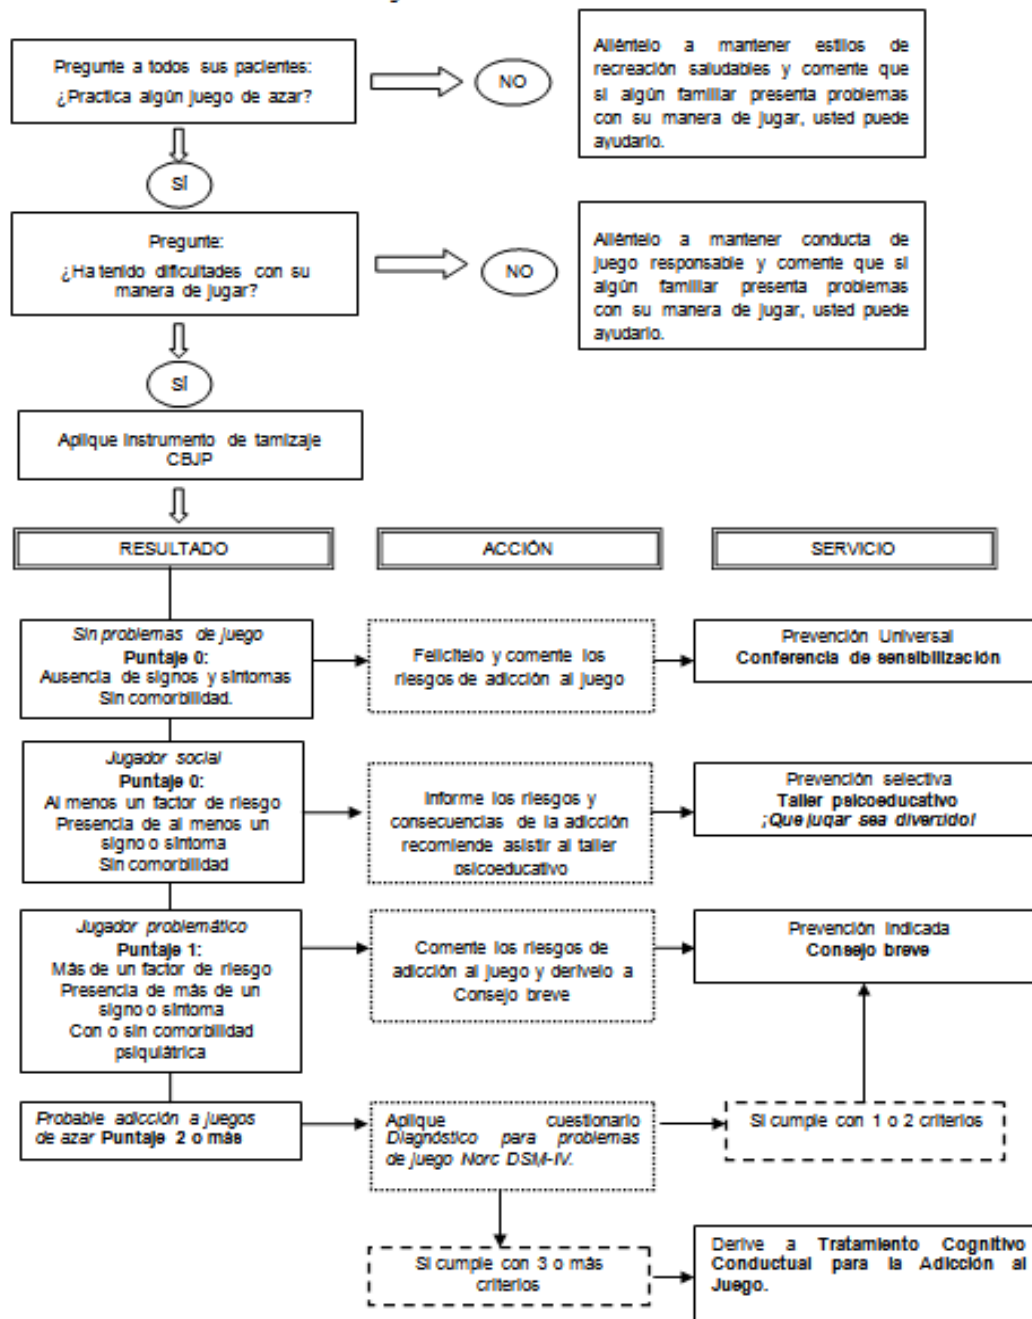 Pregunte a todos sus pacientes:
¿Practica algún juego de azar?
NO
Aliéntelo a mantener estilos de
recreación saludables y comente que
si algún familiar presenta problemas
con su manera de jugar, usted puede
ayudarlo.
SÍ
Pregunte:
¿Ha tenido dificultades con su
manera de jugar?
NO
Aliéntelo a mantener conducta de
juego responsable y comente que si
algún familiar presenta problemas
con su manera de jugar, usted puede
ayudarlo.
SÍ
Aplique instrumento de tamizaje
CBJP
RESULTADO
ACCIÓN
SERVICIO
Sin problemas de juego
Puntaje 0:
Ausencia de signos y síntomas
Sin comorbilidad.
Felicítelo y comente los
riesgos de adicción al juego
Prevención Universal
Conferencia de sensibilización
Jugador social
Puntaje 0:
Al menos un factor de riesgo
Presencia de al menos un
signo o síntoma
Sin comorbilidad
Informe los riesgos y
consecuencias de la adicción
recomiende asistir al taller
psicoeducativo
Prevención selectiva
Taller psicoeducativo
¡Que jugar sea divertido!
Jugador problemático
Puntaje 1:
Más de un factor de riesgo
Presencia de más de un
signo o síntoma
Con o sin comorbilidad
psiquiátrica
Comente los riesgos de
adicción al juego y derívelo a
Consejo breve
Prevención Indicada
Consejo breve
Probable adicción a juegos
de azar Puntaje 2 o más
Aplique cuestionario
Diagnóstico para problemas
de juego Norc DSM-IV.
Si cumple con 1 o 2 criterios
Si cumple con 3 o más
criterios
Derive a Tratamiento Cognitivo
Conductual para la Adicción al
Juego.